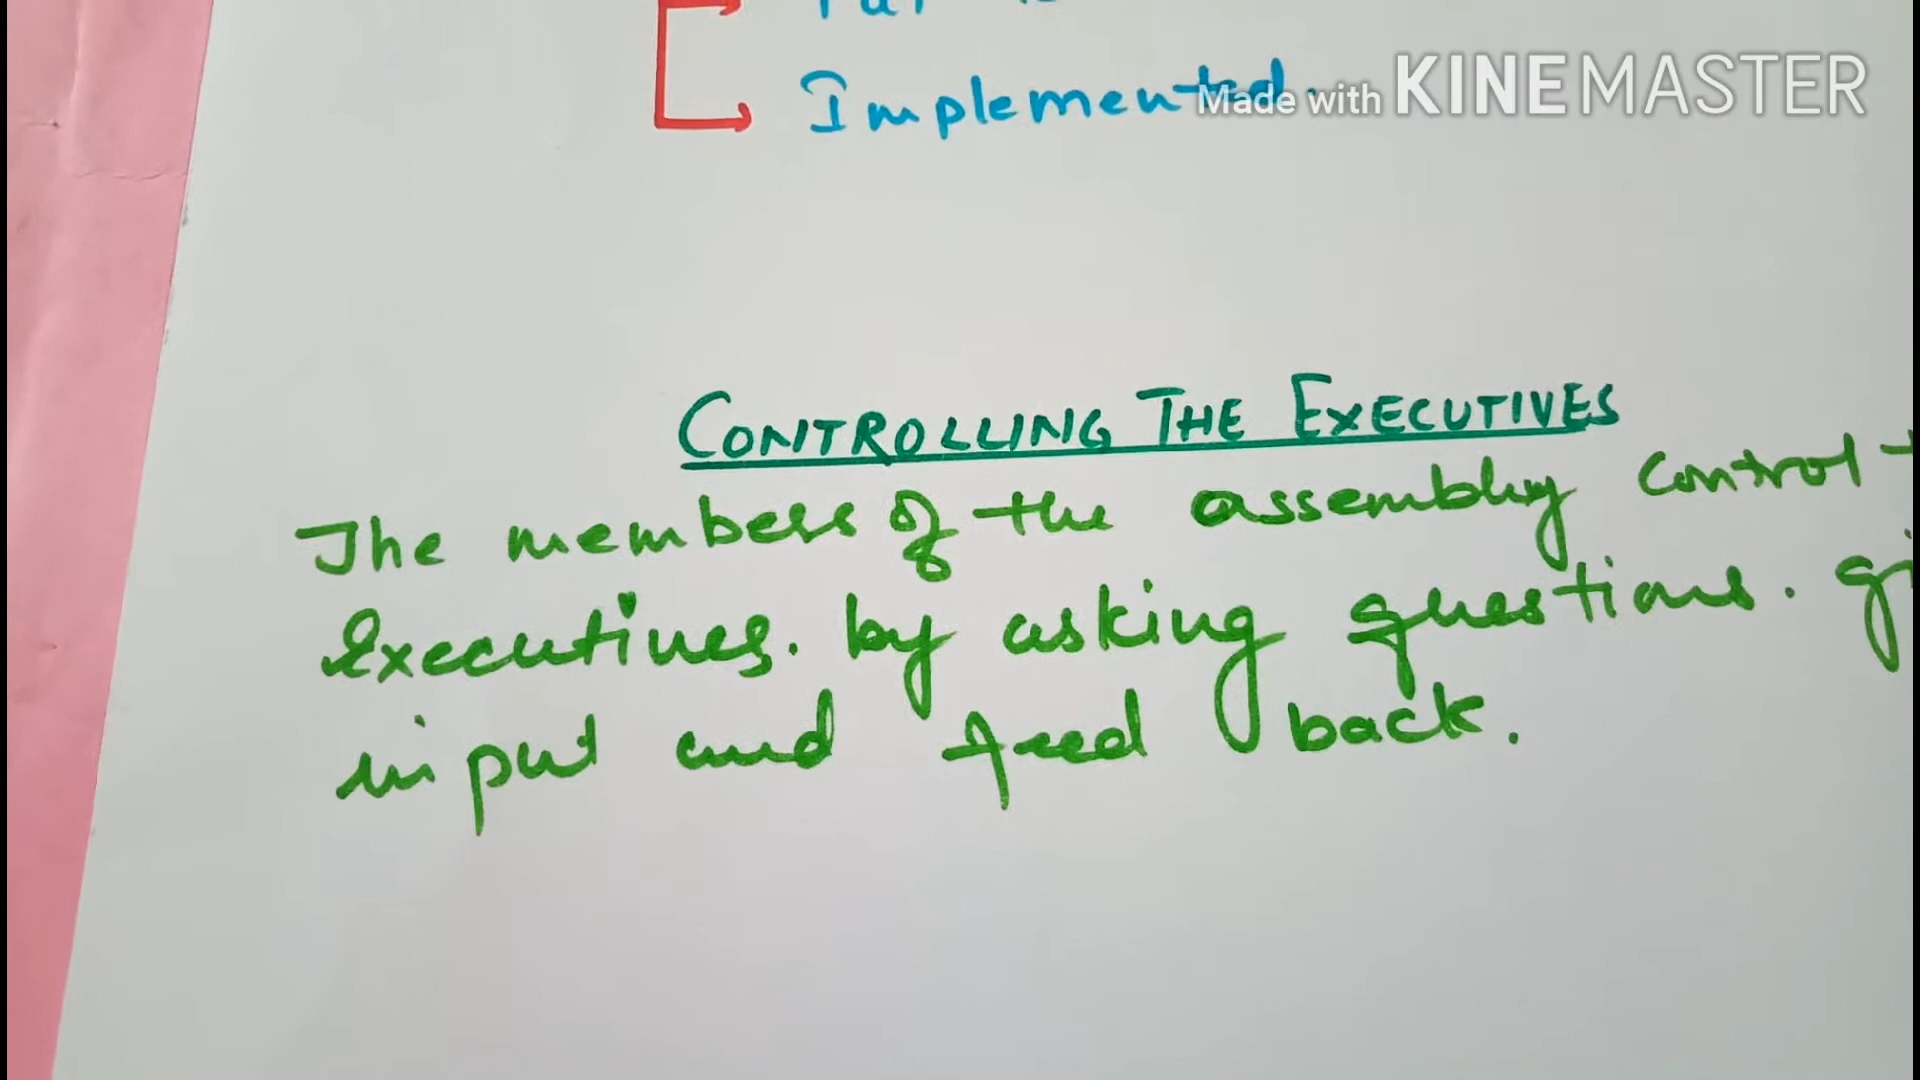 Implemented.
Made with KINEMASTER
CONTROLLING THE EXECUTIVES
The members of the assembly control
Executives. by asking questions.
input and feed back.